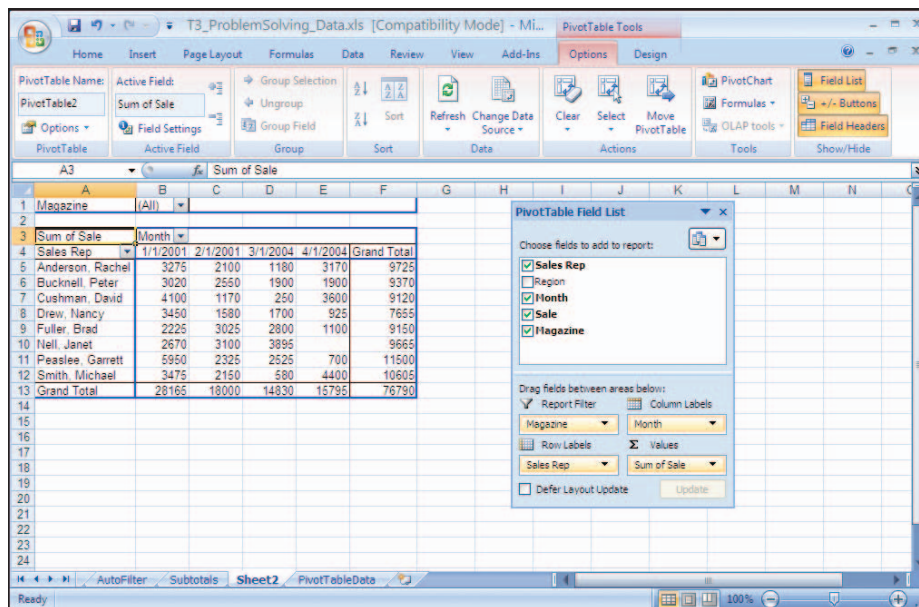 T3_ProblemSolving_Data.xls [Compatibility Mode] - Mi...
PivotTable Tools
Home Insert Page Layout Formulas Data Review View Add-Ins Options Design
PivotTable Name: Active Field: Group Selection PivotChart Field List
PivotTable2 Sum of Sale Ungroup Sort Refresh Change Data Source Clear Select Move PivotTable Formulas +/- Buttons
Options Field Settings Group Field OLAP tools Field Headers
PivotTable Active Field Group Sort Data Actions Tools Show/Hide
A3 fx Sum of Sale
A B C D E F G H I J K L M N
1 Magazine (All)
2
3 Sum of Sale Month
4 Sales Rep 1/1/2001 2/1/2001 3/1/2004 4/1/2004 Grand Total
5 Anderson, Rachel 3275 2100 1180 3170 9725
6 Bucknell, Peter 3020 2550 1900 1900 9370
7 Cushman, David 4100 1170 250 3600 9120
8 Drew, Nancy 3450 1580 1700 925 7655
9 Fuller, Brad 2225 3025 2800 1100 9150
10 Nell, Janet 2670 3100 3895 9665
11 Peaslee, Garrett 5950 2325 2525 700 11500
12 Smith, Michael 3475 2150 580 4400 10605
13 Grand Total 28165 18000 14830 15795 76790
14
15
16
17
18
19
20
21
22
23
24
PivotTable Field List
Choose fields to add to report:
Sales Rep
Region
Month
Sale
Magazine
Drag fields between areas below:
Report Filter Column Labels
Magazine Month
Row Labels Σ Values
Sales Rep Sum of Sale
Defer Layout Update Update
AutoFilter Subtotals Sheet2 PivotTableData
Ready 100%